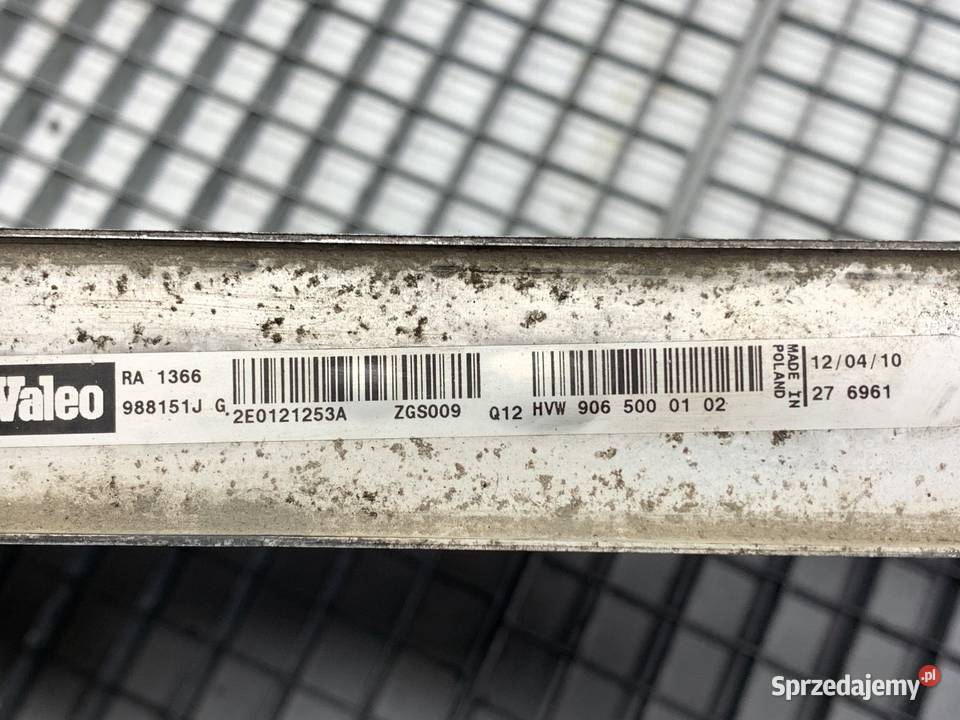 Valeo
RA 1366
988151J G.
2E0121253A ZGS009
Q12 HVW 906 500 01 02
MADE IN
POLAND
12/04/10
27 6961
Sprzedajemy.pl